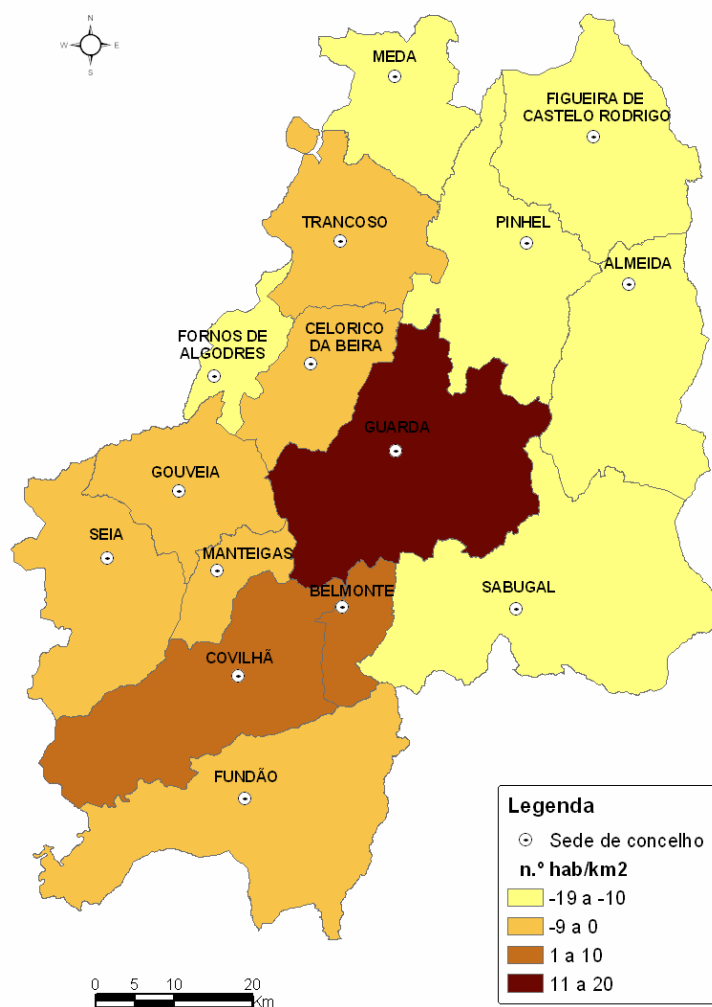 N
W E
S
MEDA
FIGUEIRA DE
CASTELO RODRIGO
TRANCOSO
PINHEL
ALMEIDA
FORNOS DE
ALGODRES
CELORICO
DA BEIRA
GUARDA
GOUVEIA
SEIA
MANTEIGAS
BELMONTE
SABUGAL
COVILHÃ
FUNDÃO
Legenda
Sede de concelho
n.º hab/km2
-19 a -10
-9 a 0
1 a 10
11 a 20
0 5 10 20
Km